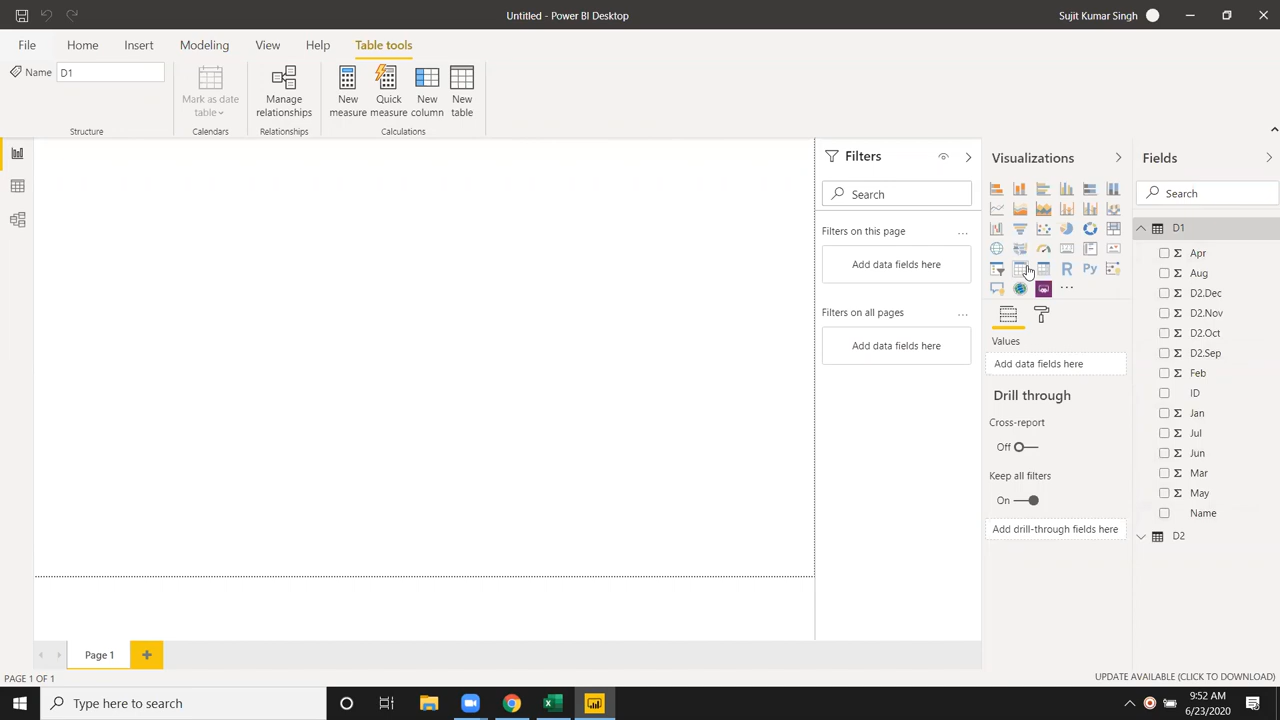 Untitled - Power BI Desktop
Sujit Kumar Singh
File
Home
Insert
Modeling
View
Help
Table tools
Name
D1
Mark as date
table
Manage
relationships
New
measure
Quick
measure
New
column
New
table
Structure
Calendars
Relationships
Calculations
Filters
Search
Filters on this page
...
Add data fields here
Filters on all pages
...
Add data fields here
Visualizations
R
Py
...
Values
Add data fields here
Drill through
Cross-report
Off
Keep all filters
On
Add drill-through fields here
Fields
Search
D1
Σ Apr
Σ Aug
Σ D2.Dec
Σ D2.Nov
Σ D2.Oct
Σ D2.Sep
Σ Feb
ID
Σ Jan
Σ Jul
Σ Jun
Σ Mar
Σ May
Name
D2
Page 1
PAGE 1 OF 1
UPDATE AVAILABLE (CLICK TO DOWNLOAD)
Type here to search
9:52 AM
6/23/2020